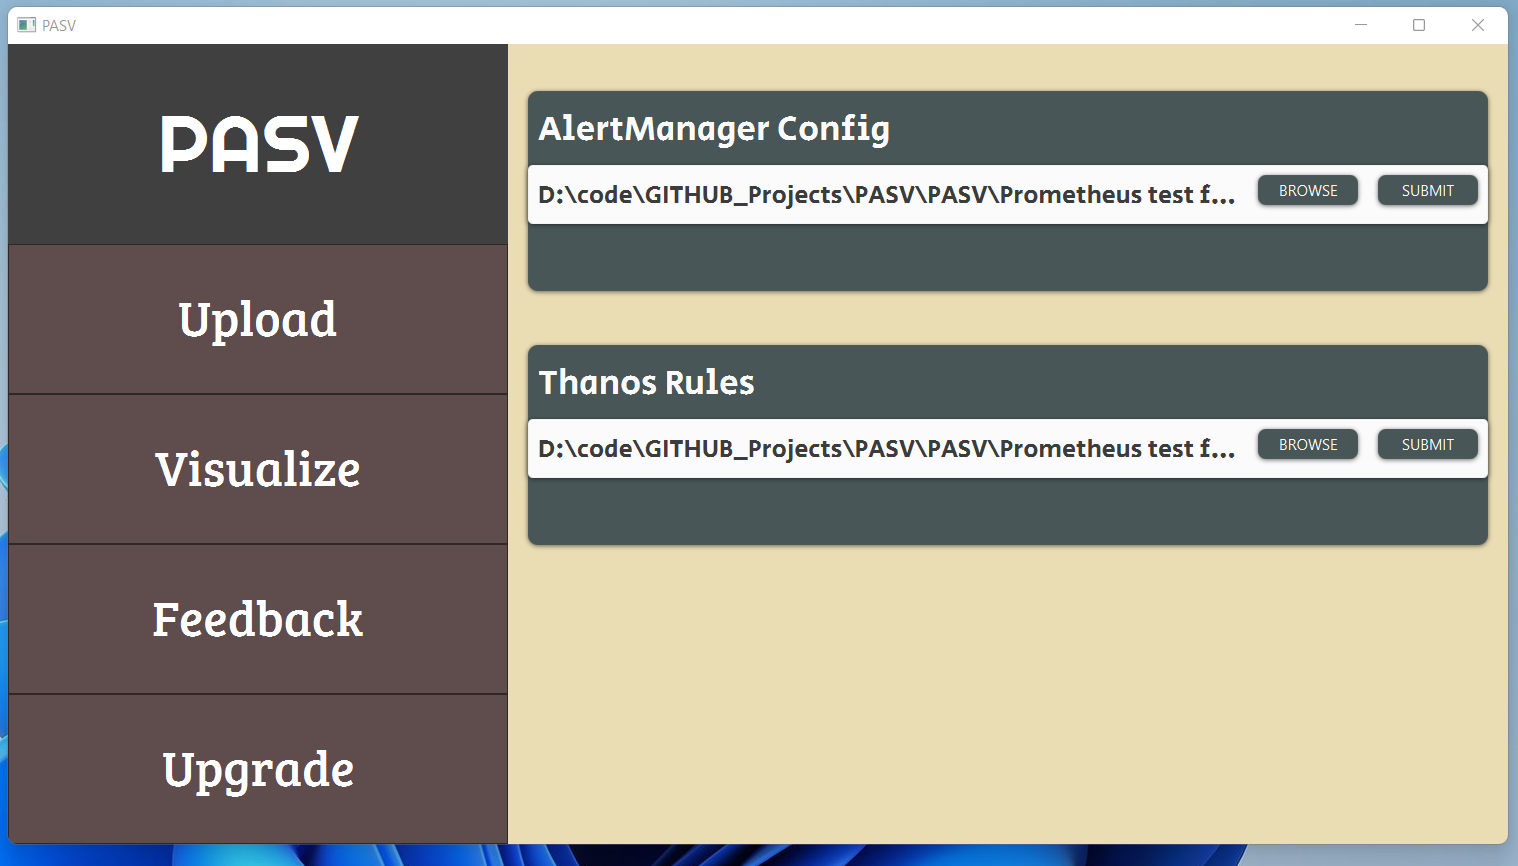 PASV
PASV
Upload
Visualize
Feedback
Upgrade
AlertManager Config
D:\code\GITHUB_Projects\PASV\PASV\Prometheus test f... BROWSE SUBMIT
Thanos Rules
D:\code\GITHUB_Projects\PASV\PASV\Prometheus test f... BROWSE SUBMIT